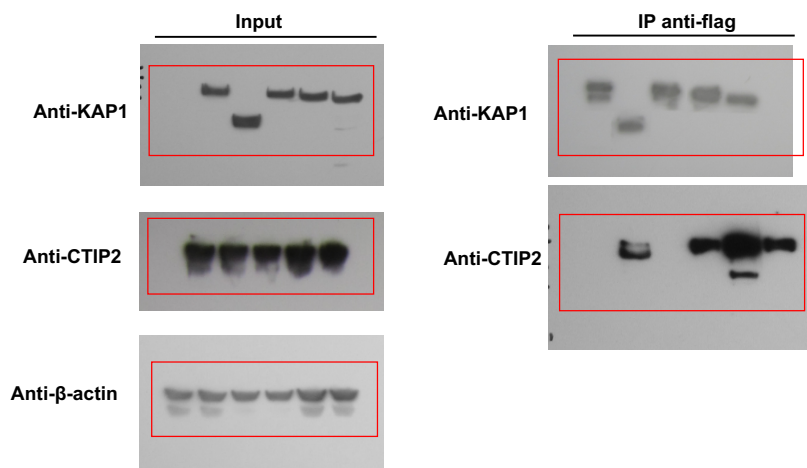 Input
IP anti-flag
Anti-KAP1
Anti-KAP1
Anti-CTIP2
Anti-CTIP2
Anti-β-actin